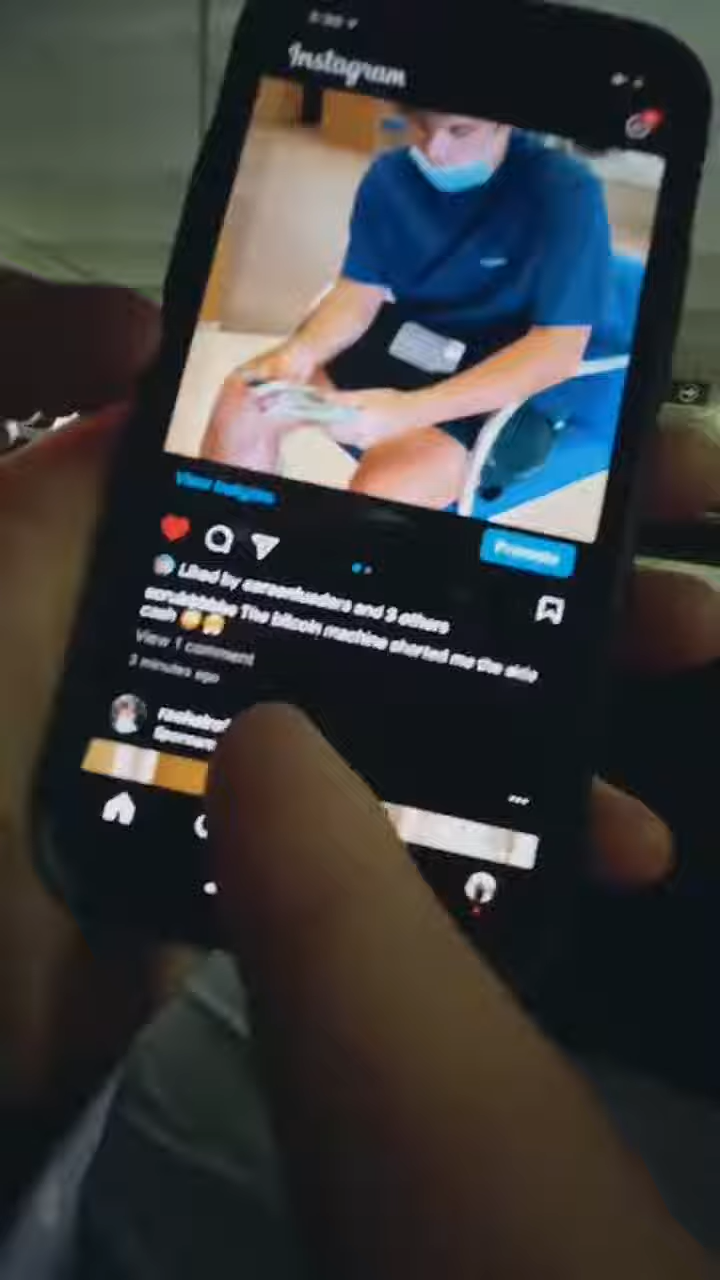 Instagram
View Insights
Promote
Liked by and 3 others
The bitcoin machine shorted me the side
cash
View 1 comment
3 minutes ago